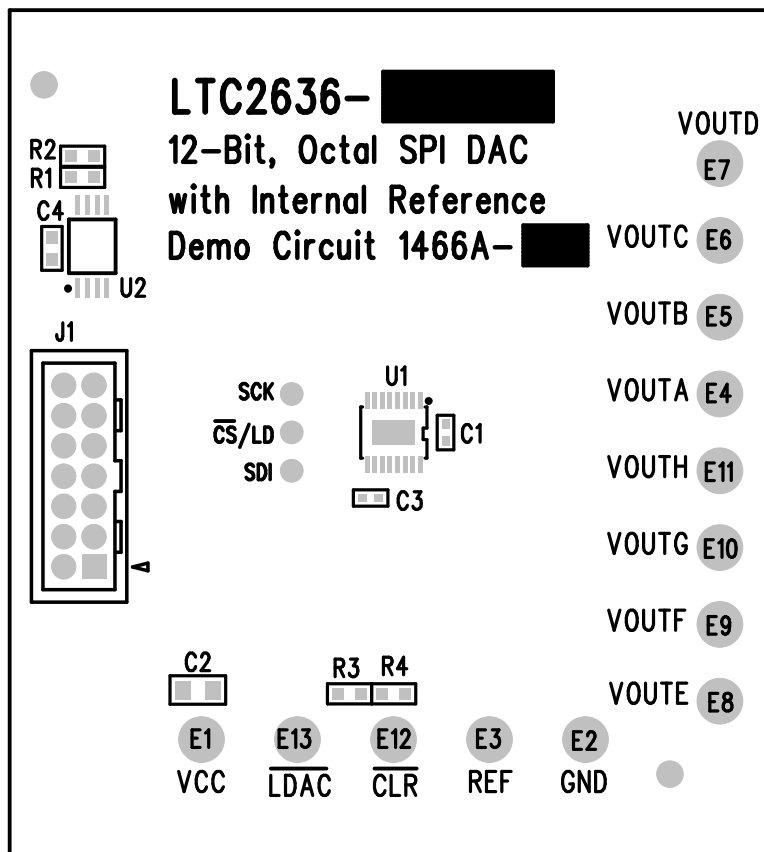 LTC2636-
12-Bit, Octal SPI DAC
with Internal Reference
Demo Circuit 1466A-
VOUTD
E7
R2
R1
C4
U2
VOUTC E6
VOUTB E5
J1
U1
VOUTA E4
SCK
CS/LD
C1
SDI
VOUTH E11
C3
VOUTG E10
VOUTF E9
C2
R3 R4
VOUTE E8
E1 E13 E12 E3 E2
VCC LDAC CLR REF GND